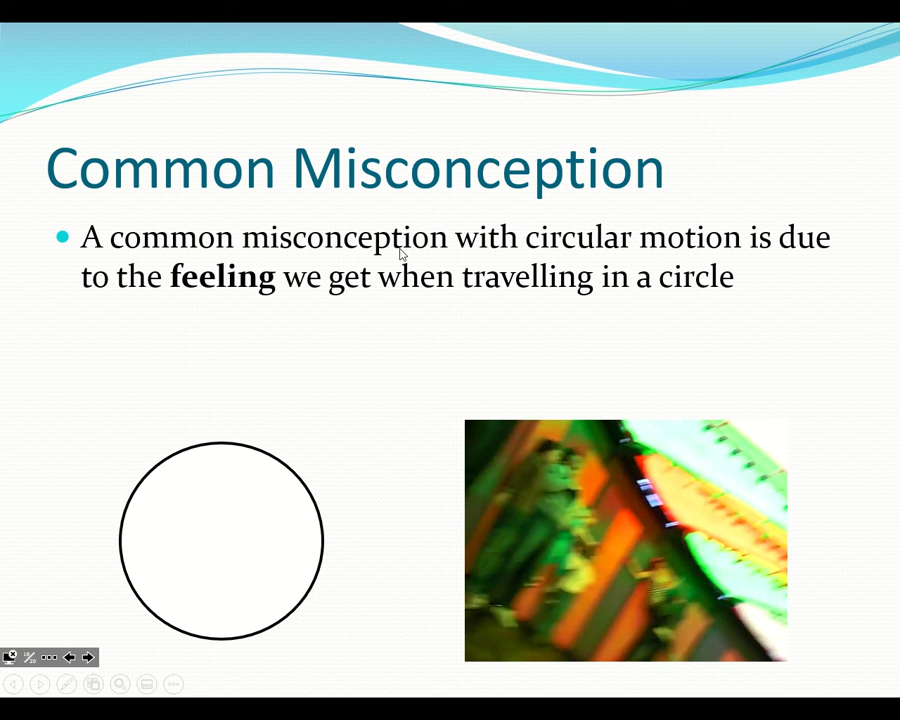 Common Misconception
A common misconception with circular motion is due
to the feeling we get when travelling in a circle